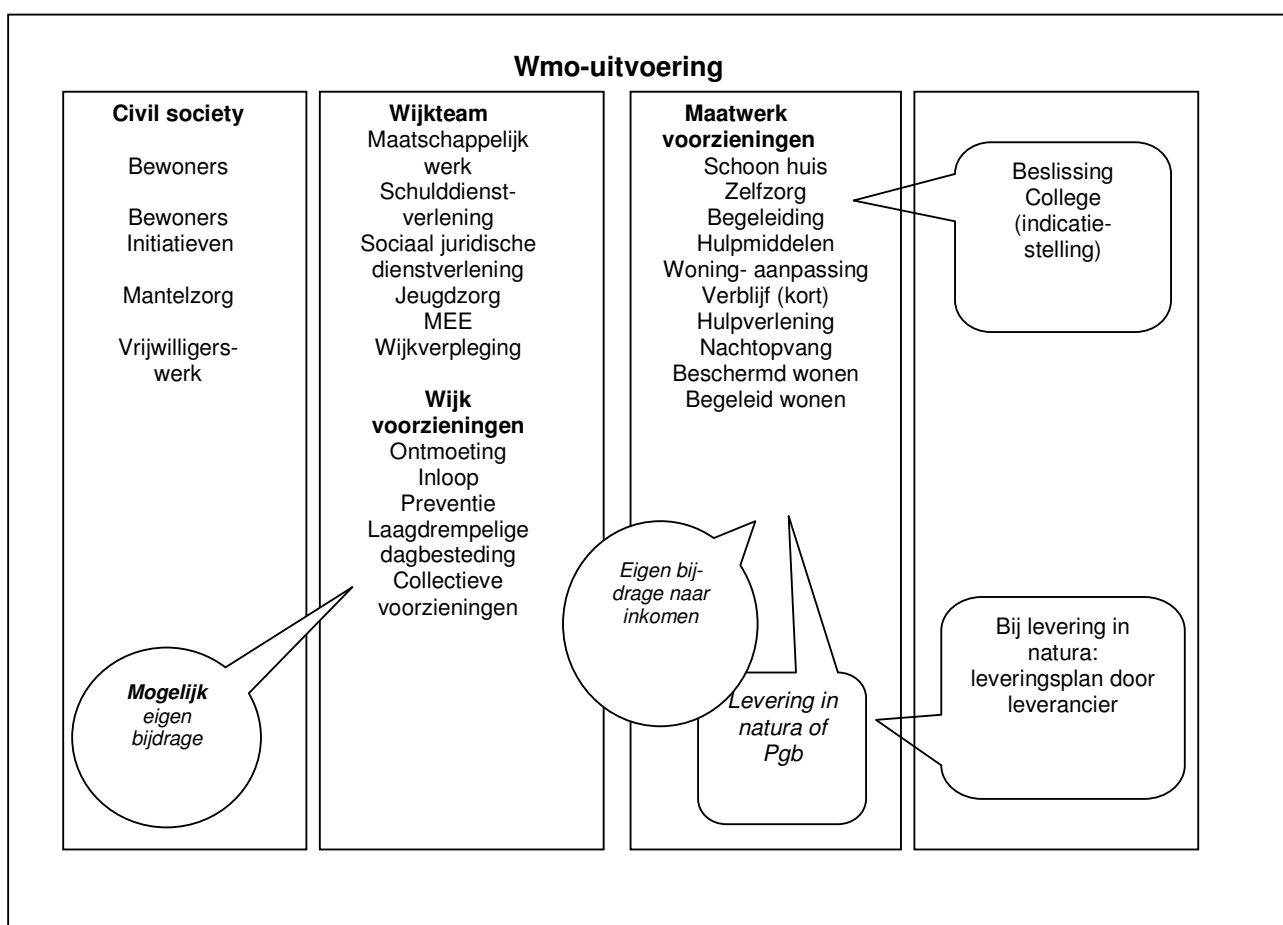 Wmo-uitvoering
Civil society
Bewoners
Bewoners
Initiatieven
Mantelzorg
Vrijwilligers-
werk
Mogelijk
eigen
bijdrage
Wijkteam
Maatschappelijk
werk
Schulddienst-
verlening
Sociaal juridische
dienstverlening
Jeugdzorg
MEE
Wijkverpleging
Wijk
voorzieningen
Ontmoeting
Inloop
Preventie
Laagdrempelige
dagbesteding
Collectieve
voorzieningen
Maatwerk
voorzieningen
Schoon huis
Zelfzorg
Begeleiding
Hulpmiddelen
Woning- aanpassing
Verblijf (kort)
Hulpverlening
Nachtopvang
Beschermd wonen
Begeleid wonen
Eigen bij-
drage naar
inkomen
Levering in
natura of
Pgb
Beslissing
College
(indicatie-
stelling)
Bij levering in
natura:
leveringsplan door
leverancier